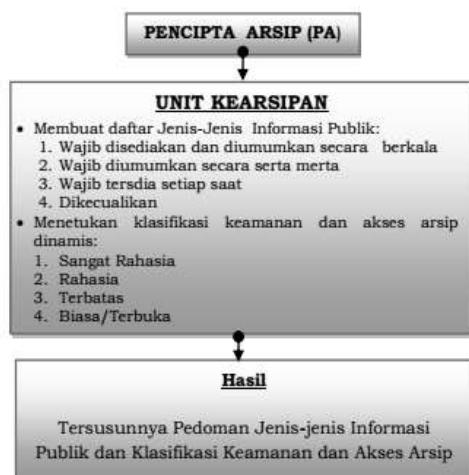 PENCIPTA ARSIP (PA)
UNIT KEARSIPAN
• Membuat daftar Jenis-Jenis Informasi Publik:
1. Wajib disediakan dan diumumkan secara berkala
2. Wajib diumumkan secara serta merta
3. Wajib tersdia setiap saat
4. Dikecualikan
• Menetukan klasifikasi keamanan dan akses arsip
dinamis:
1. Sangat Rahasia
2. Rahasia
3. Terbatas
4. Biasa/Terbuka
Hasil
Tersusunnya Pedoman Jenis-jenis Informasi
Publik dan Klasifikasi Keamanan dan Akses Arsip